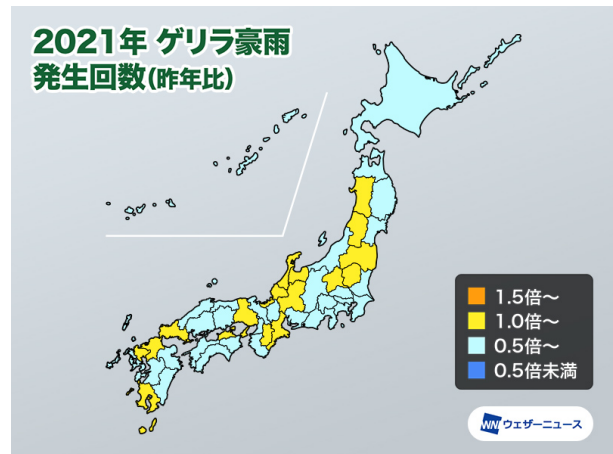 2021年 ゲリラ豪雨
発生回数(昨年比)
1.5倍〜
1.0倍〜
0.5倍〜
0.5倍未満
WNI ウェザーニュース